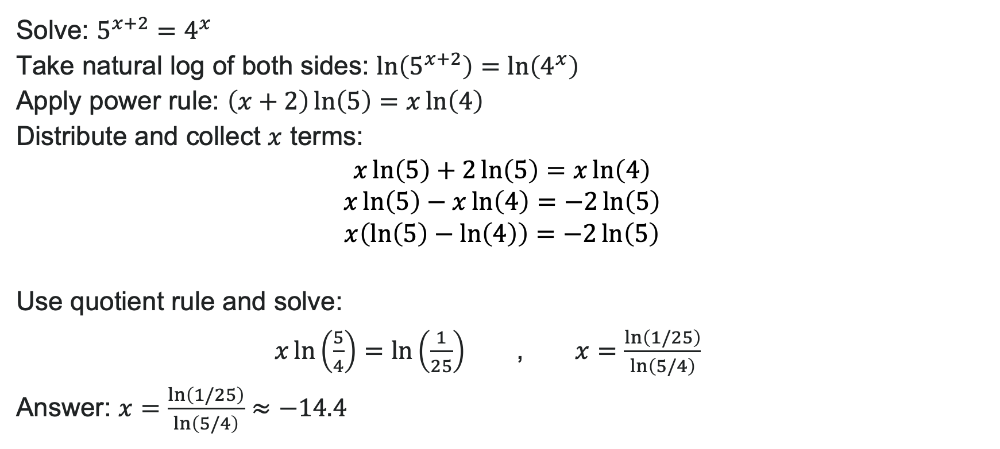 Solve: $5^{x+2} = 4^x$
Take natural log of both sides: $\ln(5^{x+2}) = \ln(4^x)$
Apply power rule: $(x + 2)\ln(5) = x\ln(4)$
Distribute and collect $x$ terms:
$x\ln(5) + 2\ln(5) = x\ln(4)$
$x\ln(5) - x\ln(4) = -2\ln(5)$
$x(\ln(5) - \ln(4)) = -2\ln(5)$
Use quotient rule and solve:
$x\ln\left(\frac{5}{4}\right) = \ln\left(\frac{1}{25}\right)$ , $x = \frac{\ln(1/25)}{\ln(5/4)}$
Answer: $x = \frac{\ln(1/25)}{\ln(5/4)} \approx -14.4$